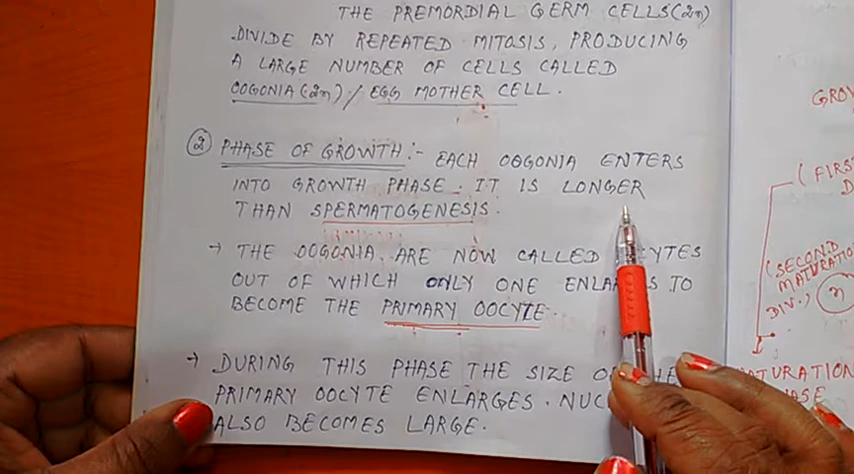 THE PREMORDIAL GERM CELLS(2n)
DIVIDE BY REPEATED MITOSIS, PRODUCING
A LARGE NUMBER OF CELLS CALLED
OOGONIA(2n)/ EGG MOTHER CELL.
② PHASE OF GROWTH:- EACH OOGONIA ENTERS
INTO GROWTH PHASE. IT IS LONGER
THAN SPERMATOGENESIS.
→ THE OOGONIA ARE NOW CALLED
OUT OF WHICH ONLY ONE TO
BECOME THE PRIMARY OOCYTE.
→ DURING THIS PHASE THE SIZE
PRIMARY OOCYTE ENLARGES.
ALSO BECOMES LARGE.
(SECOND
MATURATION
DIV.)
(n)